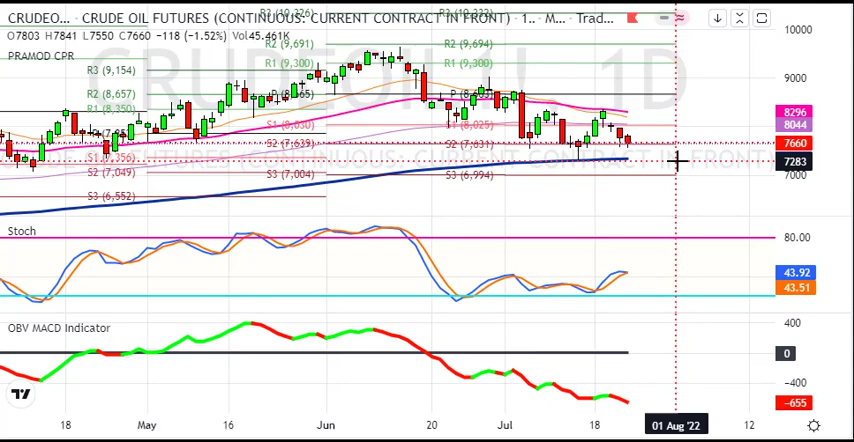 CRUDEO... · CRUDE OIL FUTURES (CONTINUOUS: CURRENT CONTRACT IN FRONT) · 1... · M... · Trad...
O7803 H7841 L7550 C7660 −118 (−1.52%) Vol45.461K
PRAMOD CPR
R2 (9,691)
R2 (9,694)
R1 (9,300)
R1 (9,300)
R3 (9,154)
R2 (8,657)
R1 (8,350)
S1 (8,030)
S1 (8,025)
S2 (7,639)
S2 (7,631)
S2 (7,049)
S3 (7,004)
S3 (6,994)
S3 (6,552)
CRUDEOIL1!, 1D
10000
9000
8296
8044
7660
7283
7000
Stoch
80.00
43.92
43.51
OBV MACD Indicator
400
0
−400
−655
18
May
16
Jun
20
Jul
18
01 Aug '22
12